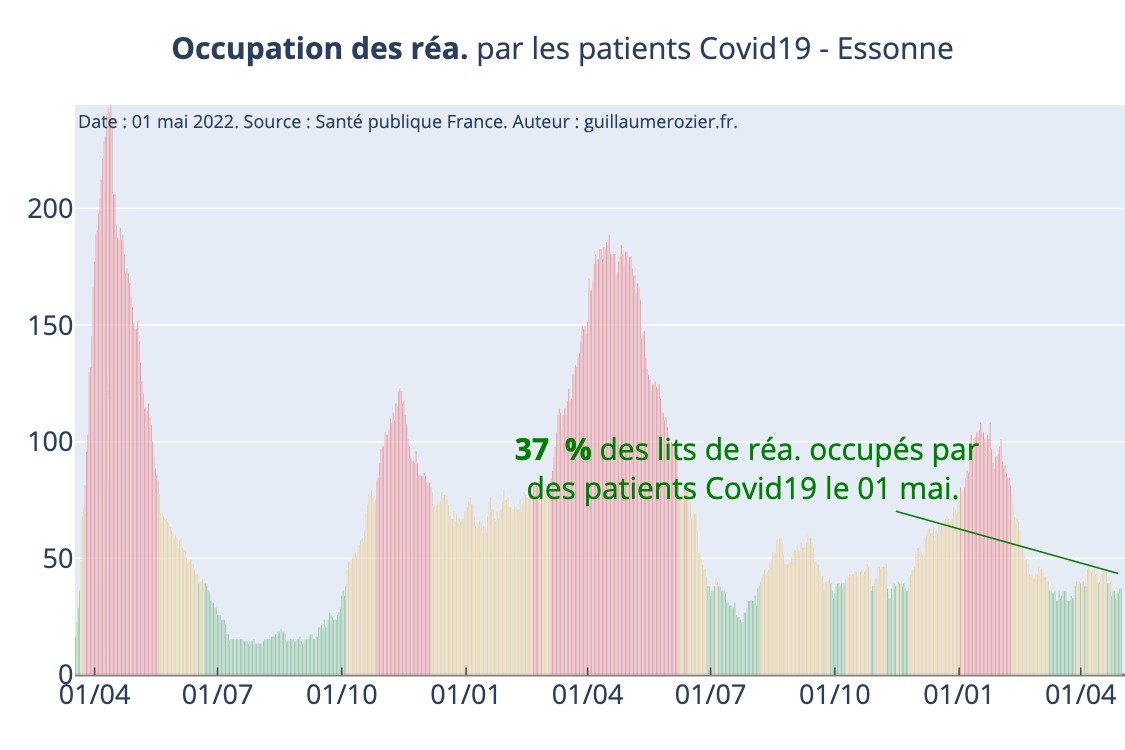 Occupation des réa. par les patients Covid19 - Essonne
Date : 01 mai 2022. Source : Santé publique France. Auteur : guillaumerozier.fr.
200
150
100
50
0
37 % des lits de réa. occupés par
des patients Covid19 le 01 mai.
01/04 01/07 01/10 01/01 01/04 01/07 01/10 01/01 01/04